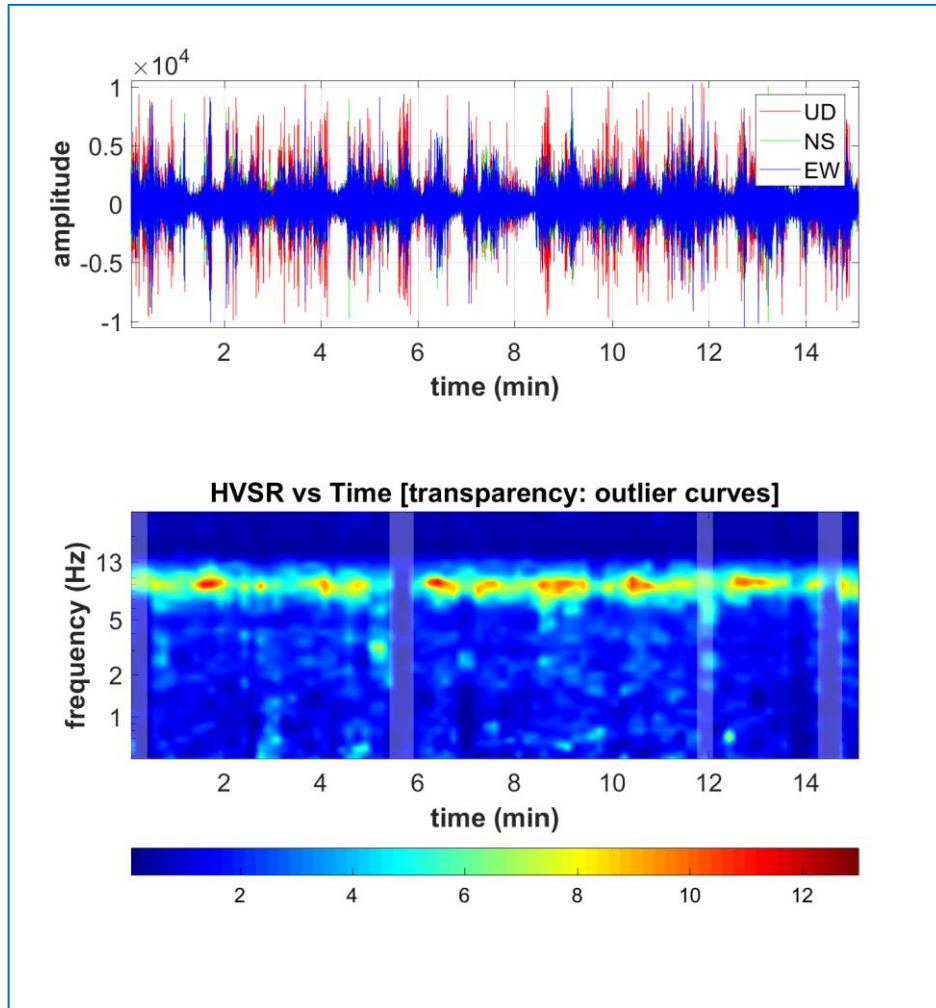 ×10⁴
1
0.5
0
-0.5
-1
amplitude
UD
NS
EW
2 4 6 8 10 12 14
time (min)
HVSR vs Time [transparency: outlier curves]
13
5
2
1
frequency (Hz)
2 4 6 8 10 12 14
time (min)
2 4 6 8 10 12